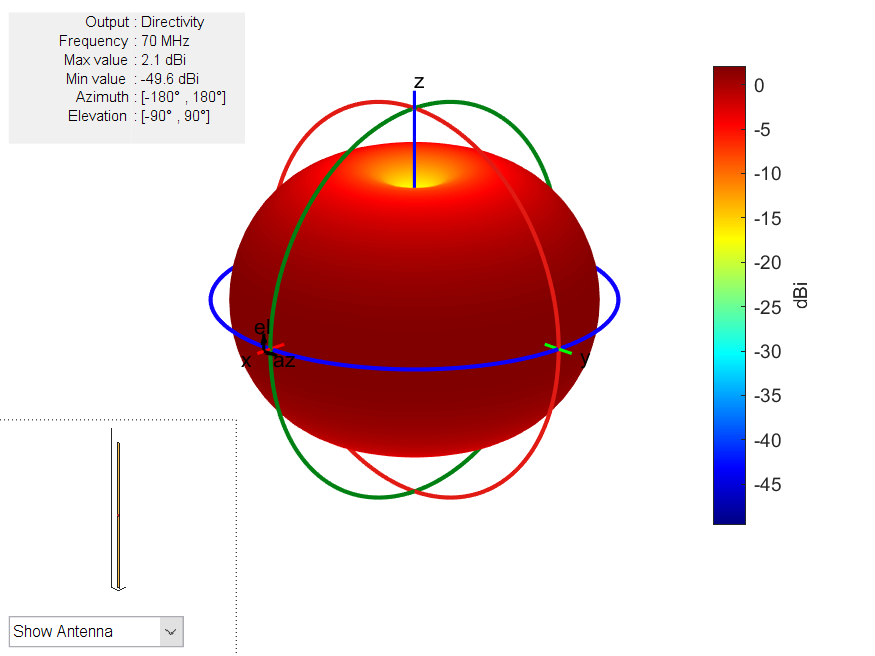 Output : Directivity
Frequency : 70 MHz
Max value : 2.1 dBi
Min value : -49.6 dBi
Azimuth : [-180° , 180°]
Elevation : [-90° , 90°]
z
el
x
az
y
0
-5
-10
-15
-20
-25
-30
-35
-40
-45
dBi
Show Antenna